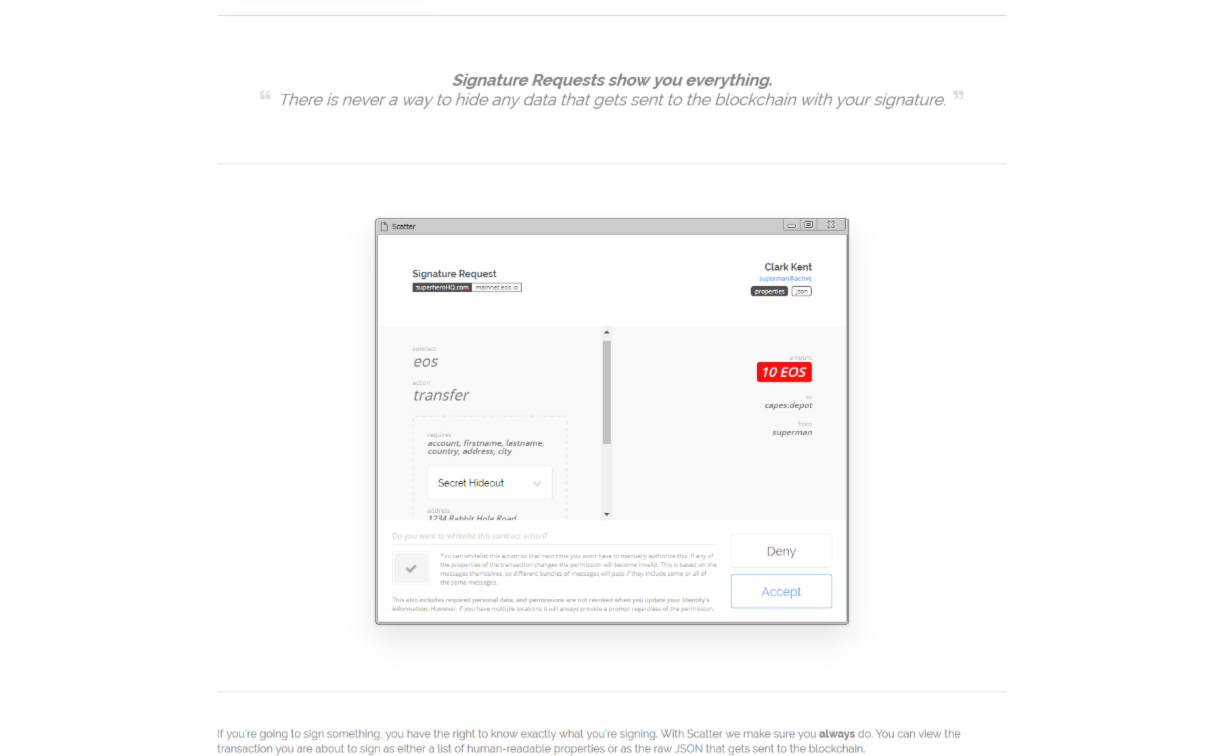 Signature Requests show you everything.
“ There is never a way to hide any data that gets sent to the blockchain with your signature. ”
Scatter
Signature Request
superheroHQ.com mainnet.eos.io
Clark Kent
superman@active
properties json
contract
eos
action
transfer
requires
account, firstname, lastname,
country, address, city
Secret Hideout
address
1234 Rabbit Hole Road
amount
10 EOS
to
capes.depot
from
superman
Do you want to whitelist this contract action?
You can whitelist this action so that next time you wont have to manually authorize this. If any of
the properties of the transaction changes the permission will become invalid. This is based on the
messages themselves, so different bundles of messages will pass if they include some or all of
the same messages.
This also includes required personal data, and permissions are not revoked when you update your Identity's
information. However, if you have multiple locations it will always provide a prompt regardless of the permission.
Deny
Accept
If you're going to sign something, you have the right to know exactly what you're signing. With Scatter we make sure you always do. You can view the
transaction you are about to sign as either a list of human-readable properties or as the raw JSON that gets sent to the blockchain.